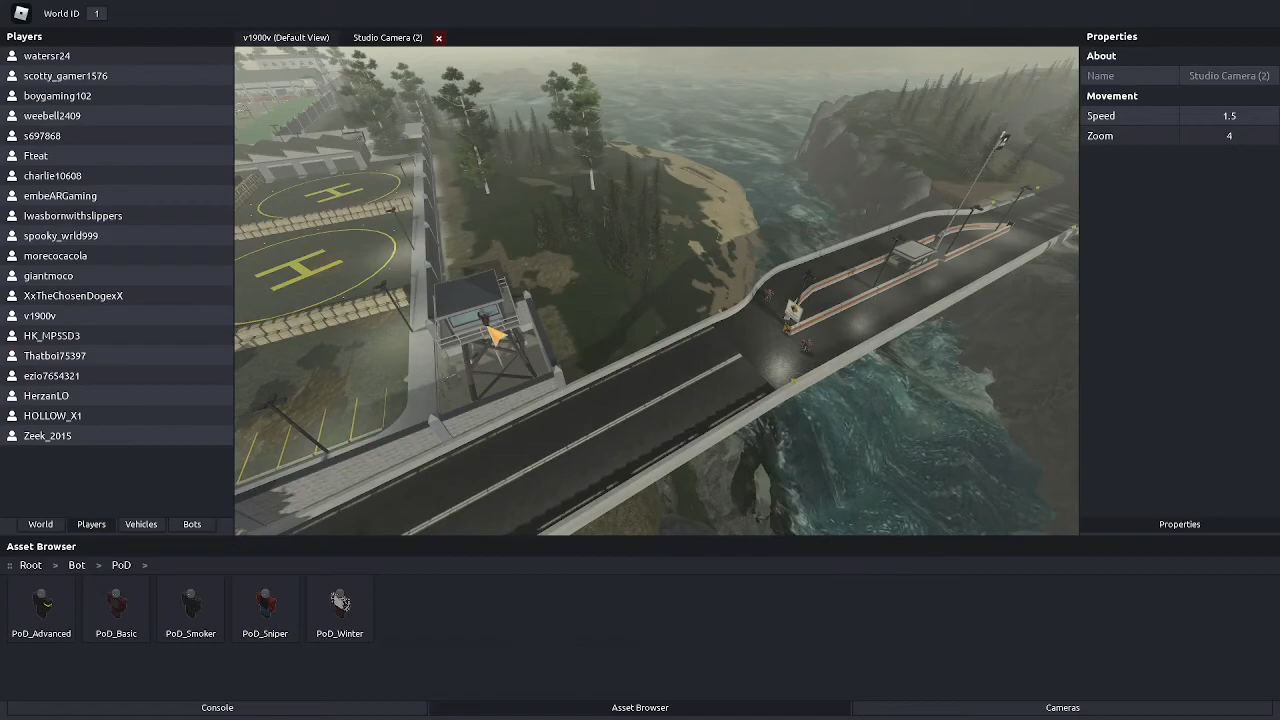 World ID 1
Players
v1900v (Default View) Studio Camera (2) x
Properties
watersr24
scotty_gamer1576
boygaming102
weebell2409
s697868
Fteat
charlie10608
embeARGaming
Iwasbornwithslippers
spooky_wrld999
morecocacola
giantmoco
XxTheChosenDogexX
v1900v
HK_MP5SD3
Thatboi75397
ezio7654321
HerzanLO
HOLLOW_X1
Zeek_2015
World Players Vehicles Bots
H
H
About
Name Studio Camera (2)
Movement
Speed 1.5
Zoom 4
Properties
Asset Browser
Root > Bot > PoD >
PoD_Advanced PoD_Basic PoD_Smoker PoD_Sniper PoD_Winter
Console Asset Browser Cameras